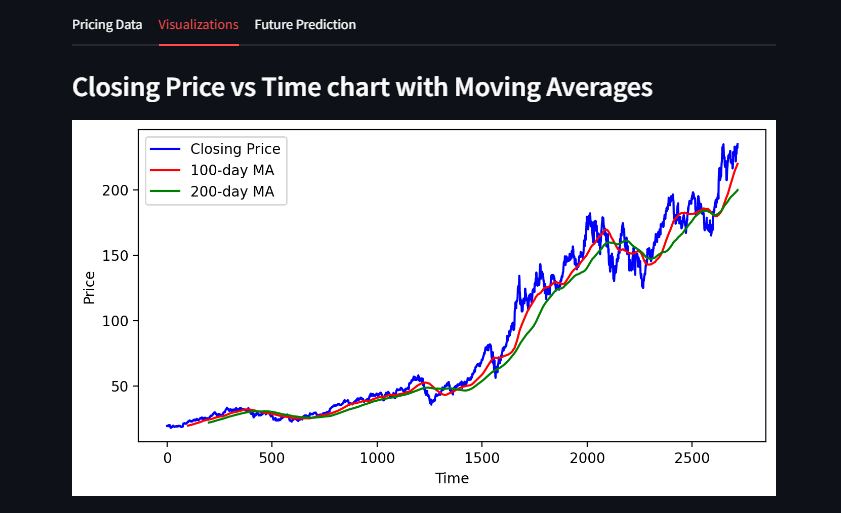 Pricing Data Visualizations Future Prediction
Closing Price vs Time chart with Moving Averages
Closing Price
100-day MA
200-day MA
200
150
100
50
Price
0 500 1000 1500 2000 2500
Time